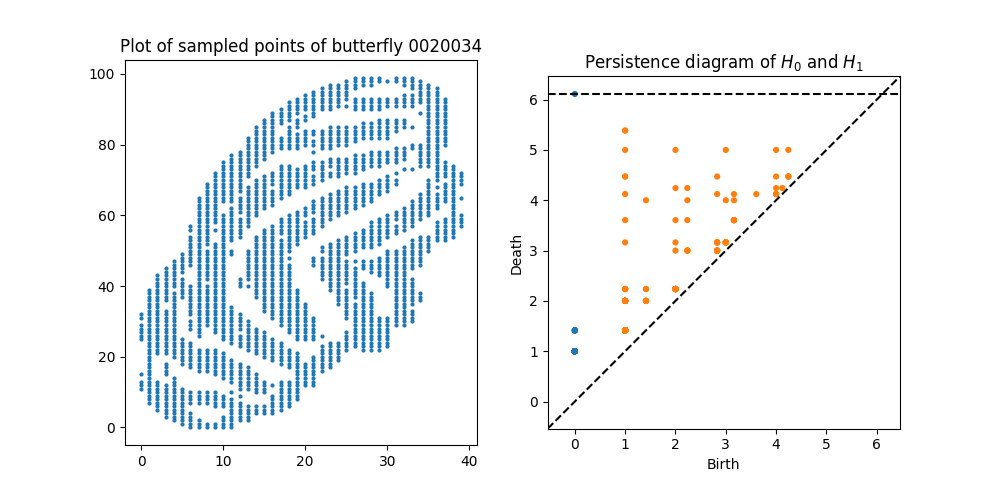 Plot of sampled points of butterfly 0020034
100
80
60
40
20
0
0 10 20 30 40
Persistence diagram of H₀ and H₁
6
5
4
3
2
1
0
Death
0 1 2 3 4 5 6
Birth